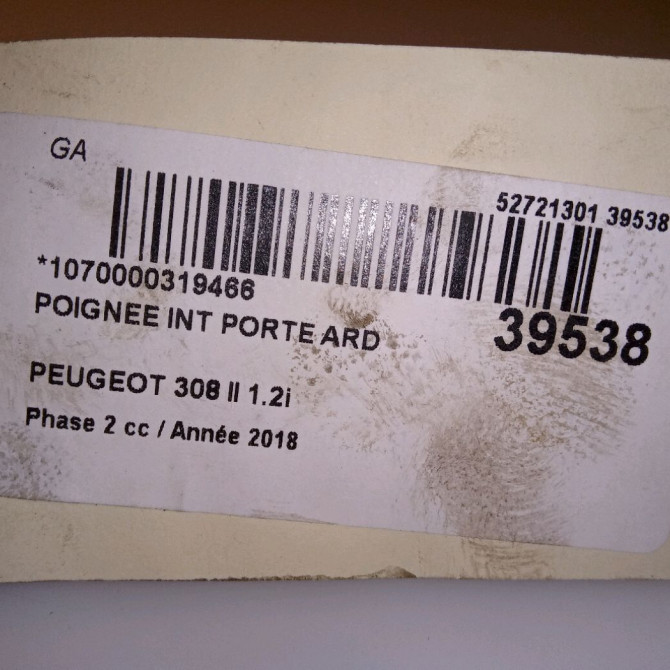 GA
52721301 39538
*1070000319466
39538
POIGNEE INT PORTE ARD
PEUGEOT 308 II 1.2i
Phase 2 cc / Année 2018